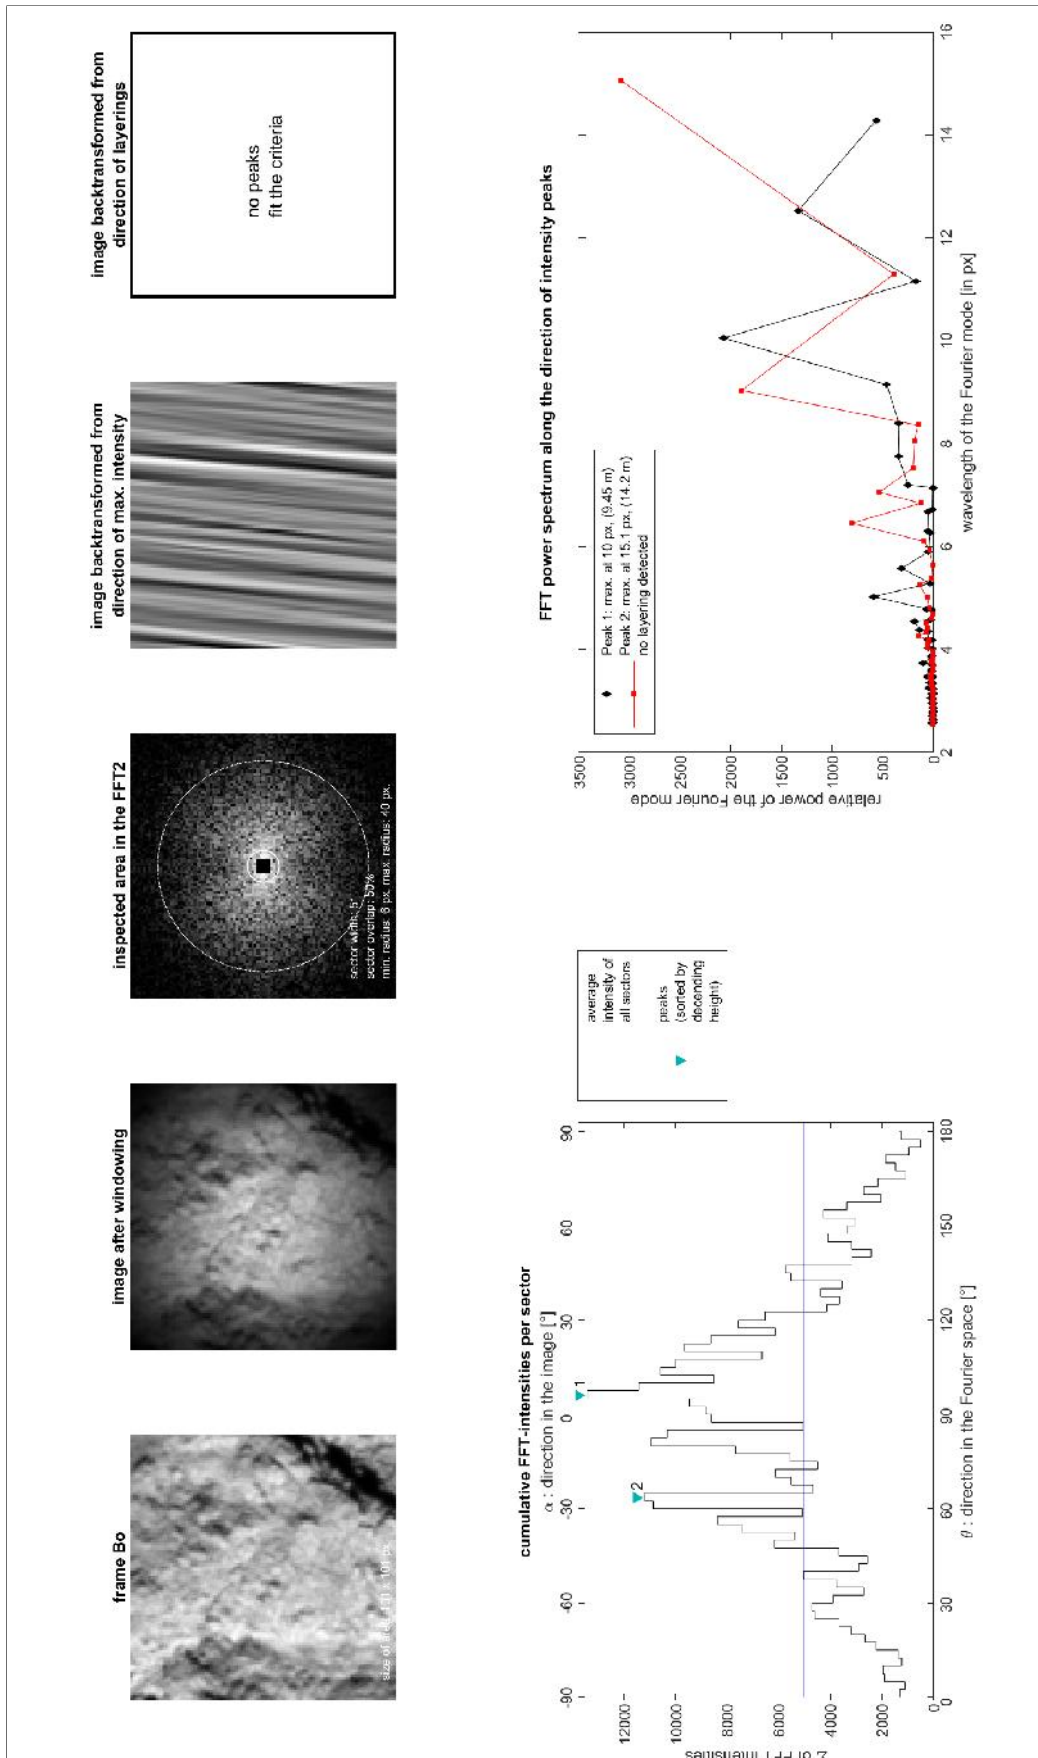 frame Bo
image after windowing
inspected area in the FFT2
image backtransformed from
direction of max. intensity
image backtransformed from
direction of layerings
sector width: 5°
sector overlap: 50%
min. radius: 6 px, max. radius: 40 px,
no peaks
fit the criteria
cumulative FFT-intensities per sector
α : direction in the image [°]
-90
-60
-30
0
30
60
90
12000
10000
8000
6000
4000
2000
0
1
2
0
30
60
90
120
150
180
θ : direction in the Fourier space [°]
Σ of FFT intensities
average
intensity of
all sectors
peaks
(sorted by
decending
height)
FFT power spectrum along the direction of intensity peaks
3500
3000
2500
2000
1500
1000
500
0
relative power of the Fourier mode
Peak 1: max. at 10 px, (9.45 m)
Peak 2: max. at 15.1 px, (14.2 m)
no layering detected
2
4
6
8
10
12
14
16
wavelength of the Fourier mode [in px]